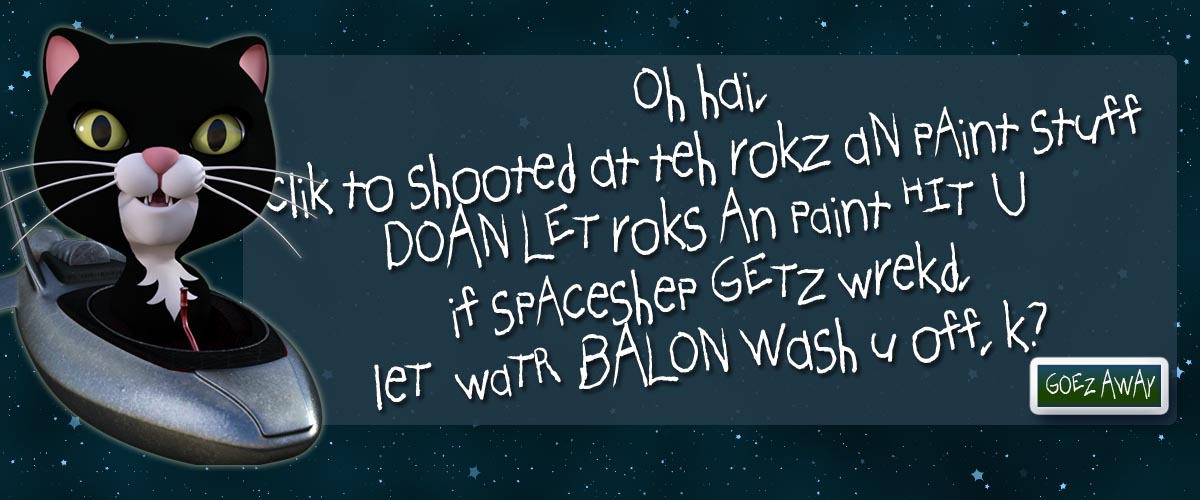 Oh hai,
clik to shooted at teh rokz aN pAint stuff
DOAN LET roks An paint HIT U
if spAceshep GETZ wrekd,
leT waTR BALON Wash u off, k?
GOEZ AWAY